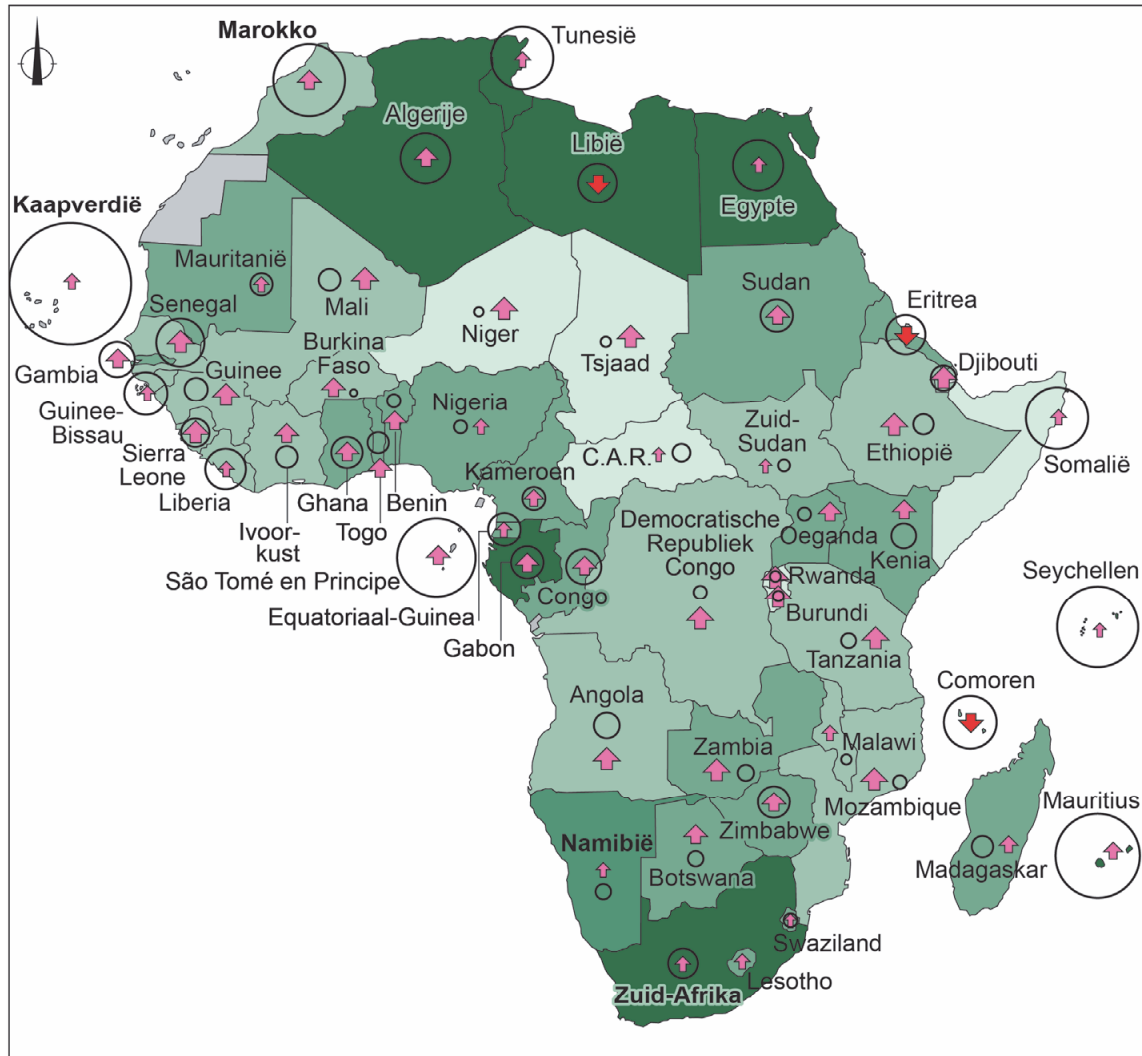 Marokko
Tunesië
Algerije
Libië
Egypte
Kaapverdië
Mauritanië
Mali
Niger
Tsjaad
Sudan
Eritrea
Senegal
Gambia
Burkina
Faso
Guinee
Guinee-
Bissau
Nigeria
Djibouti
Sierra
Leone
Liberia
Ghana
Benin
Kameroen
C.A.R.
Zuid-
Sudan
Ethiopië
Somalië
Ivoor-
kust
Togo
São Tomé en Principe
Equatoriaal-Guinea
Gabon
Congo
Democratische
Republiek
Congo
Oeganda
Kenia
Rwanda
Burundi
Tanzania
Seychellen
Comoren
Angola
Zambia
Malawi
Mozambique
Mauritius
Namibië
Botswana
Zimbabwe
Madagaskar
Swaziland
Lesotho
Zuid-Afrika